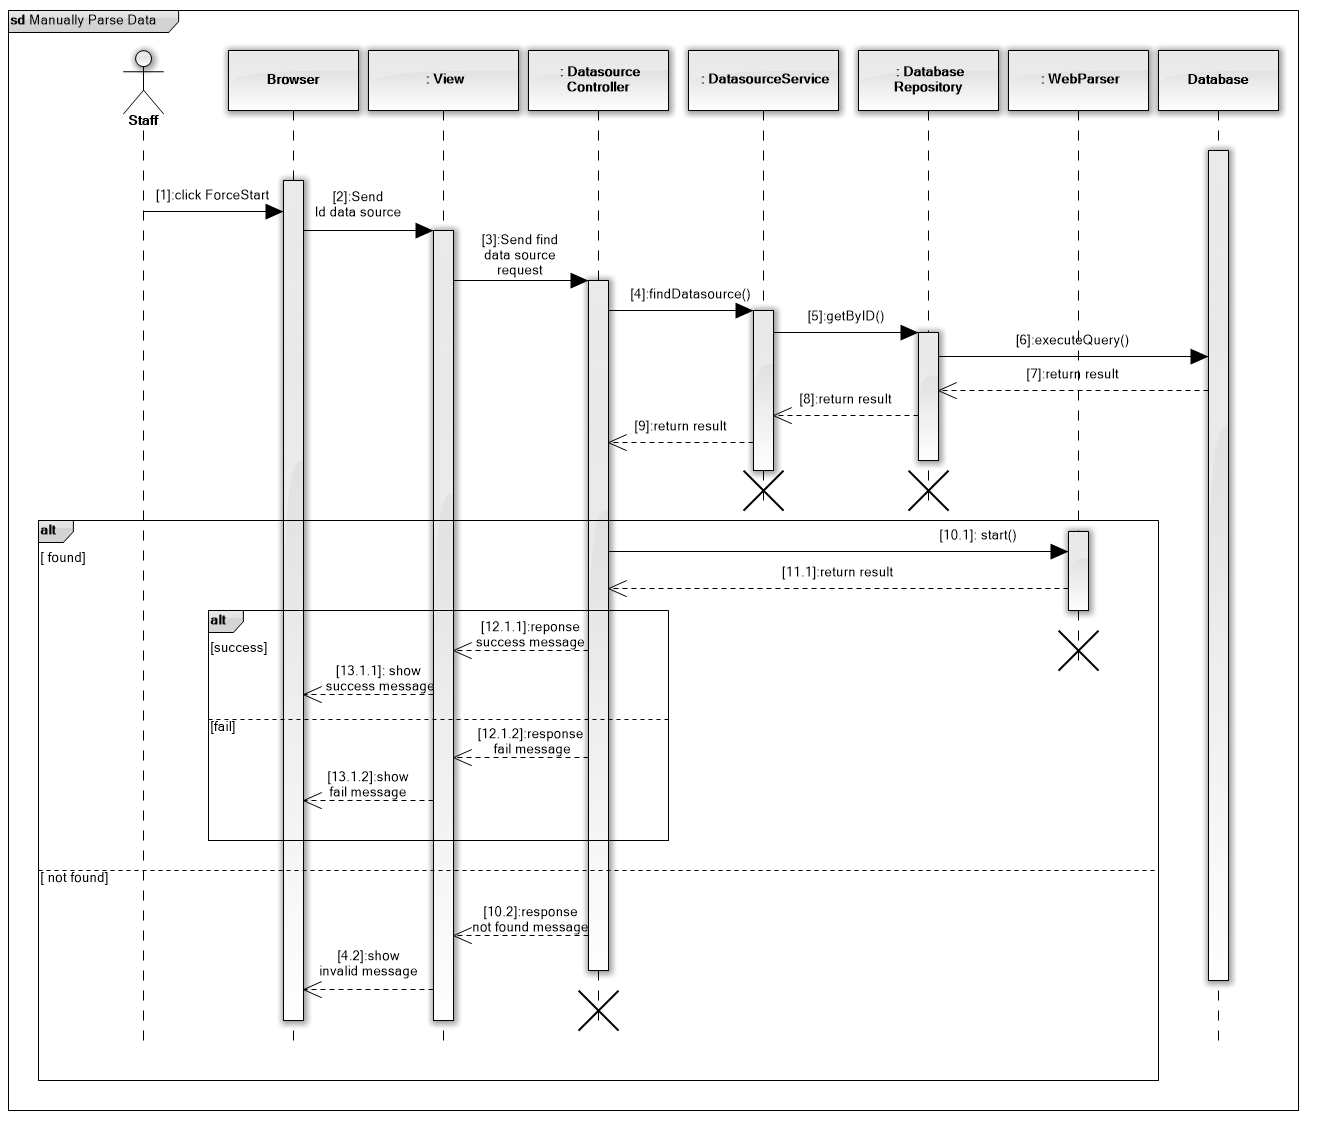 sd Manually Parse Data
Staff
Browser
: View
: Datasource
Controller
: DatasourceService
: Database
Repository
: WebParser
Database
[1]:click ForceStart
[2]:Send
Id data source
[3]:Send find
data source
request
[4]:findDatasource()
[5]:getByID()
[6]:executeQuery()
[7]:return result
[8]:return result
[9]:return result
alt
[ found]
[10.1]: start()
[11.1]:return result
alt
[success]
[12.1.1]:reponse
success message
[13.1.1]: show
success message
[fail]
[12.1.2]:response
fail message
[13.1.2]:show
fail message
[ not found]
[10.2]:response
not found message
[4.2]:show
invalid message